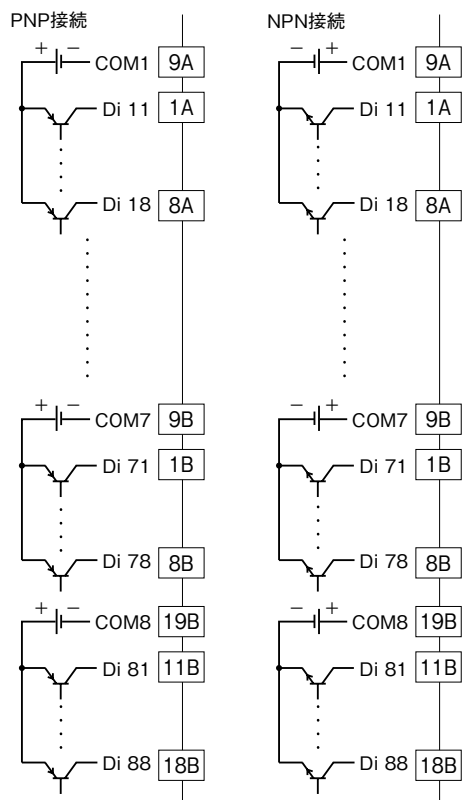 PNP接続
+ − COM1 9A
Di 11 1A
Di 18 8A
+ − COM7 9B
Di 71 1B
Di 78 8B
+ − COM8 19B
Di 81 11B
Di 88 18B
NPN接続
− + COM1 9A
Di 11 1A
Di 18 8A
− + COM7 9B
Di 71 1B
Di 78 8B
− + COM8 19B
Di 81 11B
Di 88 18B